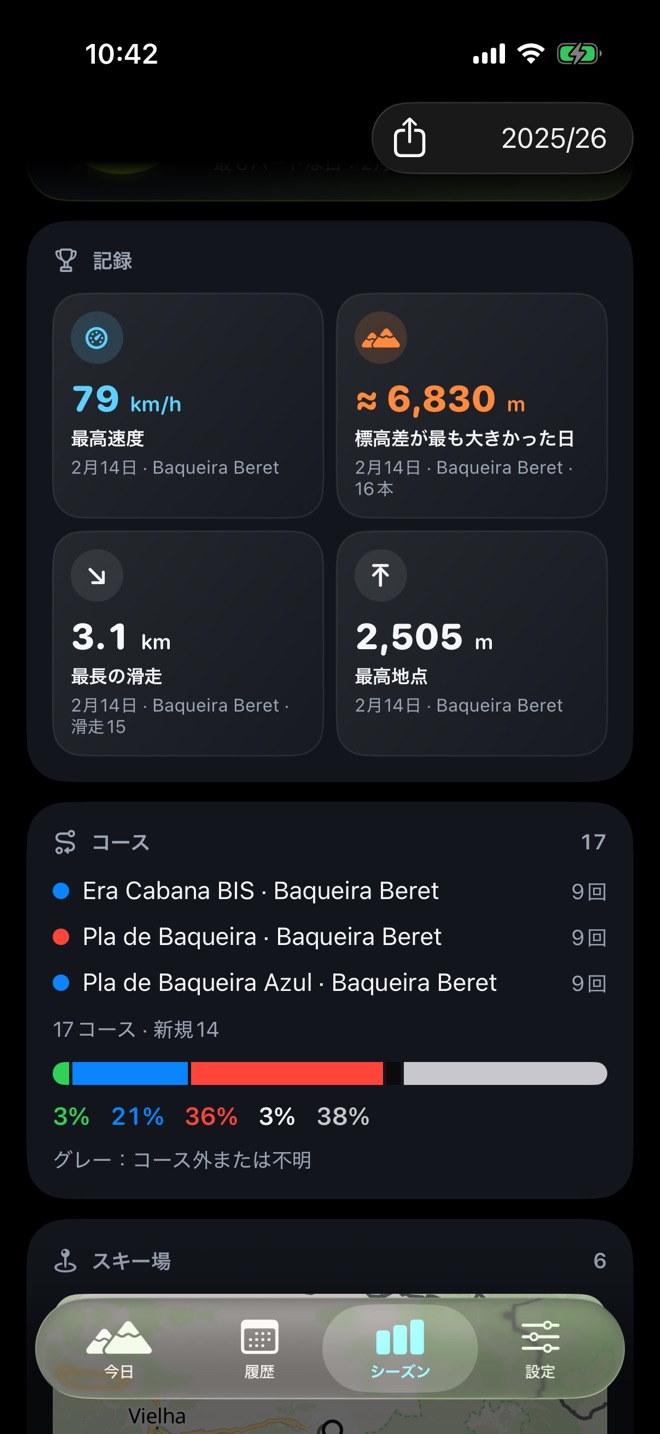 10:42
2025/26
記録
79 km/h
最高速度
2月14日 · Baqueira Beret
≈ 6,830 m
標高差が最も大きかった日
2月14日 · Baqueira Beret ·
16本
3.1 km
最長の滑走
2月14日 · Baqueira Beret ·
滑走15
2,505 m
最高地点
2月14日 · Baqueira Beret
コース 17
Era Cabana BIS · Baqueira Beret 9回
Pla de Baqueira · Baqueira Beret 9回
Pla de Baqueira Azul · Baqueira Beret 9回
17コース · 新規14
3% 21% 36% 3% 38%
グレー：コース外または不明
スキー場 6
今日 履歴 シーズン 設定
Vielha